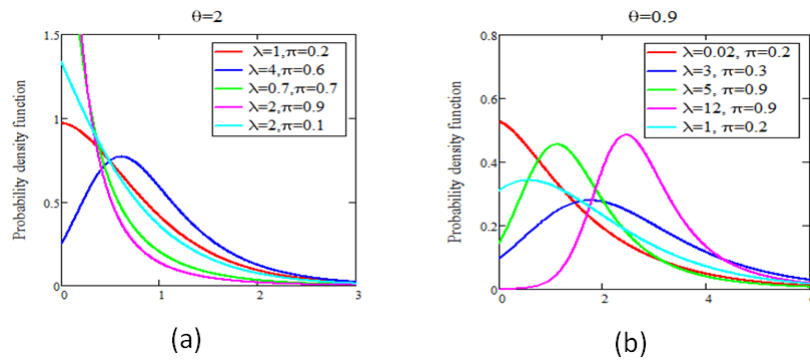 θ=2
Probability density function
1.5
1
0.5
0
0
1
2
3
λ=1,π=0.2
λ=4,π=0.6
λ=0.7,π=0.7
λ=2,π=0.9
λ=2,π=0.1
(a)
θ=0.9
Probability density function
0.8
0.6
0.4
0.2
0
0
2
4
6
λ=0.02, π=0.2
λ=3, π=0.3
λ=5, π=0.9
λ=12, π=0.9
λ=1, π=0.2
(b)